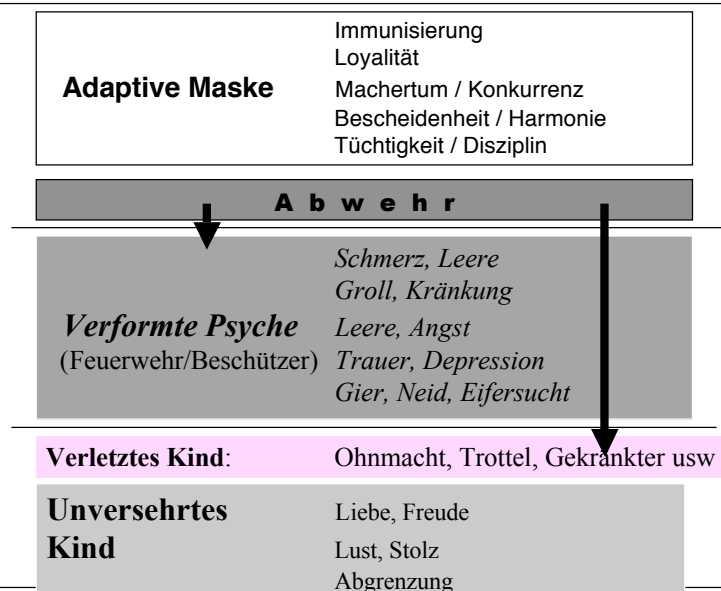 Immunisierung
Loyalität
Adaptive Maske Machertum / Konkurrenz
Bescheidenheit / Harmonie
Tüchtigkeit / Disziplin
Abwehr
Schmerz, Leere
Groll, Kränkung
Verformte Psyche Leere, Angst
(Feuerwehr/Beschützer) Trauer, Depression
Gier, Neid, Eifersucht
Verletztes Kind: Ohnmacht, Trottel, Gekränkter usw
Unversehrtes Liebe, Freude
Kind Lust, Stolz
Abgrenzung